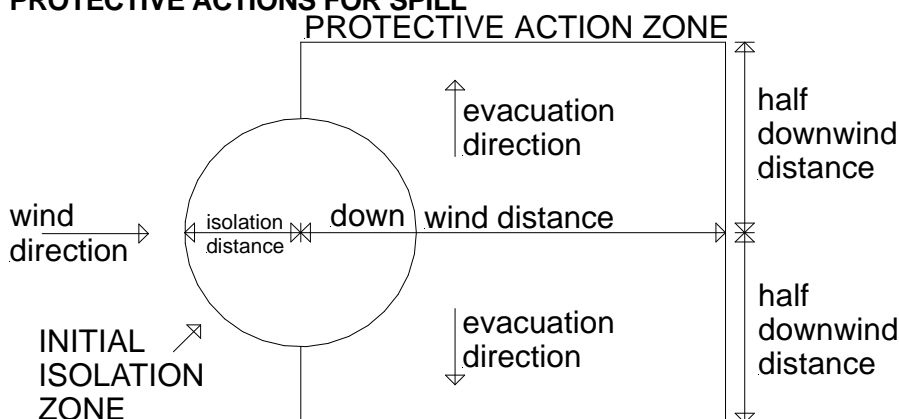 PROTECTIVE ACTIONS FOR SPILL
PROTECTIVE ACTION ZONE
evacuation
direction
half
downwind
distance
wind
direction
isolation
distance
down wind distance
evacuation
direction
half
downwind
distance
INITIAL
ISOLATION
ZONE